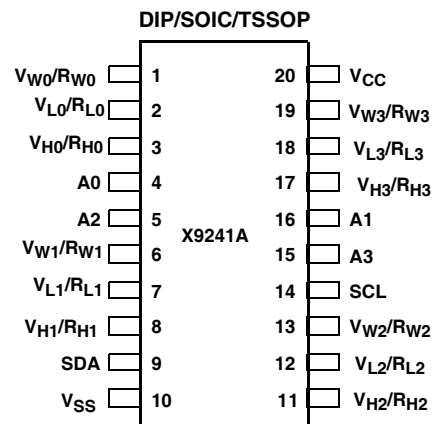 DIP/SOIC/TSSOP
VW0/RW0 1 20 VCC
VL0/RL0 2 19 VW3/RW3
VH0/RH0 3 18 VL3/RL3
A0 4 17 VH3/RH3
A2 5 16 A1
X9241A
VW1/RW1 6 15 A3
VL1/RL1 7 14 SCL
VH1/RH1 8 13 VW2/RW2
SDA 9 12 VL2/RL2
VSS 10 11 VH2/RH2